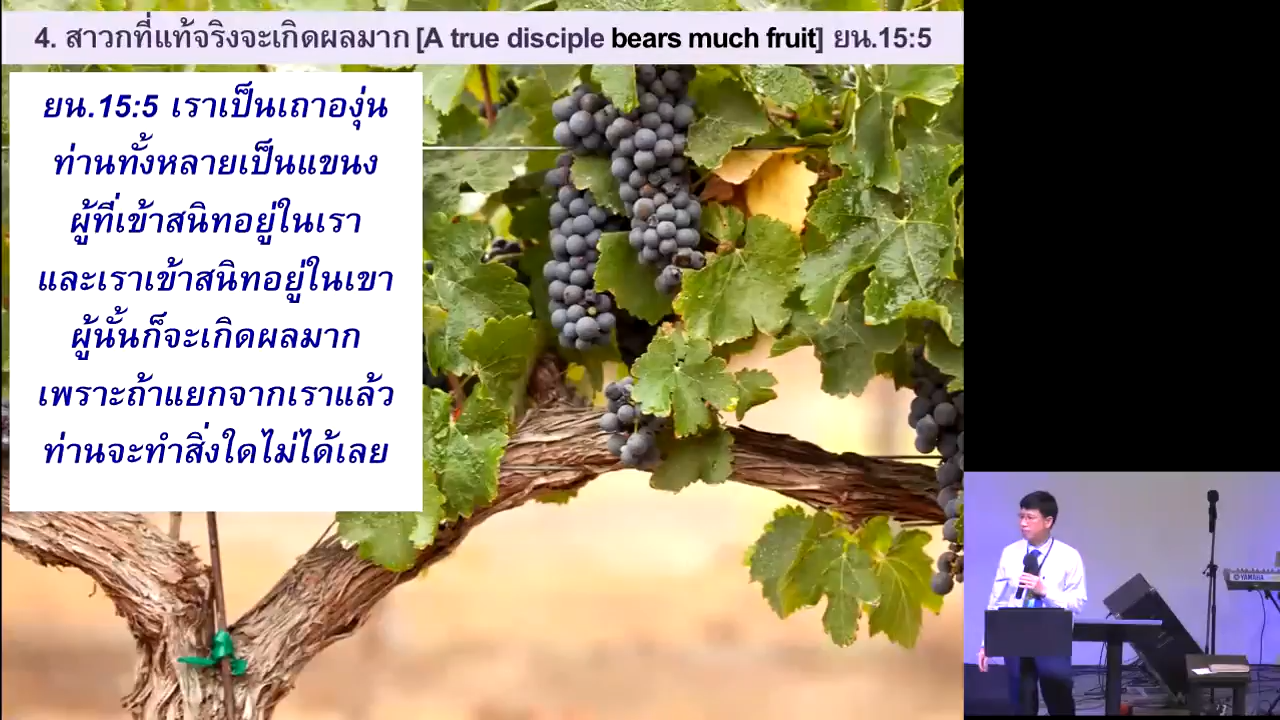 4. สาวกที่แท้จริงจะเกิดผลมาก [A true disciple bears much fruit] ยน.15:5
ยน.15:5 เราเป็นเถาองุ่น
ท่านทั้งหลายเป็นแขนง
ผู้ที่เข้าสนิทอยู่ในเรา
และเราเข้าสนิทอยู่ในเขา
ผู้นั้นก็จะเกิดผลมาก
เพราะถ้าแยกจากเราแล้ว
ท่านจะทำสิ่งใดไม่ได้เลย
YAMAHA